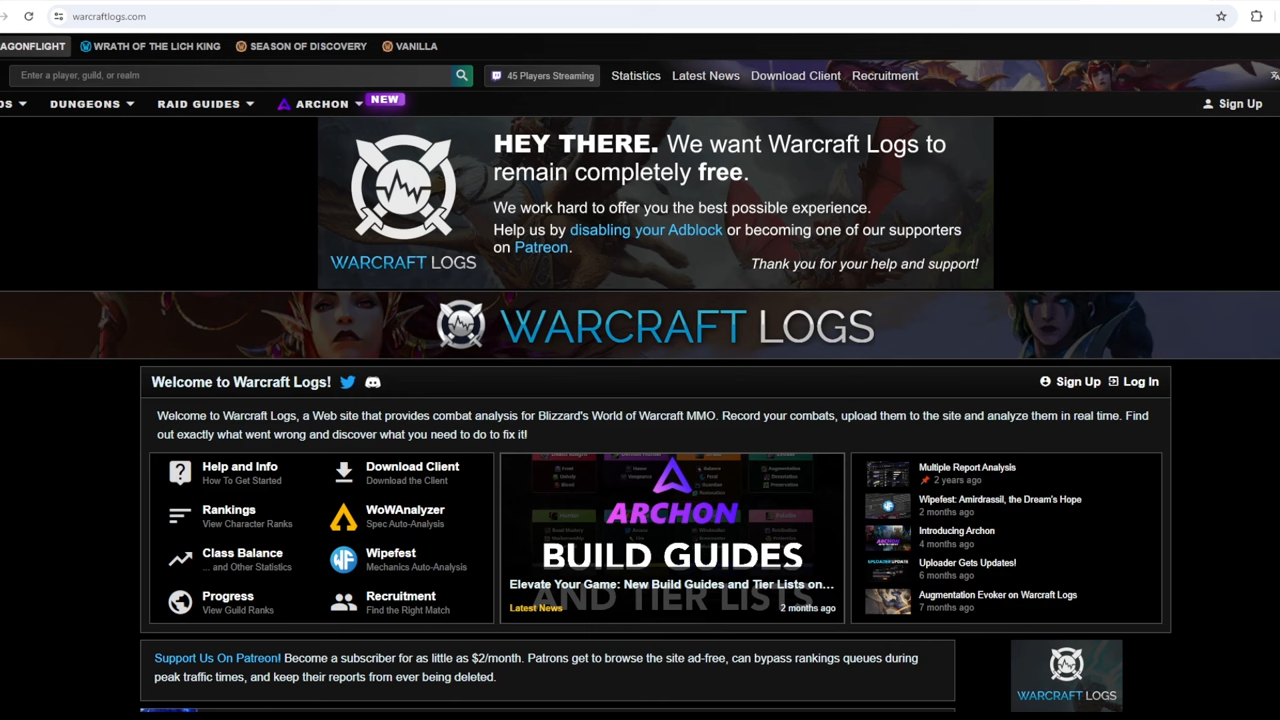 warcraftlogs.com
AGONFLIGHT WRATH OF THE LICH KING SEASON OF DISCOVERY VANILLA
Enter a player, guild, or realm 45 Players Streaming Statistics Latest News Download Client Recruitment
DS DUNGEONS RAID GUIDES ARCHON NEW Sign Up
HEY THERE. We want Warcraft Logs to
remain completely free.
We work hard to offer you the best possible experience.
Help us by disabling your Adblock or becoming one of our supporters
on Patreon.
Thank you for your help and support!
WARCRAFT LOGS
WARCRAFT LOGS
Welcome to Warcraft Logs! Sign Up Log In
Welcome to Warcraft Logs, a Web site that provides combat analysis for Blizzard's World of Warcraft MMO. Record your combats, upload them to the site and analyze them in real time. Find
out exactly what went wrong and discover what you need to do to fix it!
Help and Info
How To Get Started
Download Client
Download the Client
Rankings
View Character Ranks
WoWAnalyzer
Spec Auto-Analysis
Class Balance
... and Other Statistics
Wipefest
Mechanics Auto-Analysis
Progress
View Guild Ranks
Recruitment
Find the Right Match
ARCHON
BUILD GUIDES
AND TIER LISTS
Elevate Your Game: New Build Guides and Tier Lists on...
Latest News 2 months ago
Multiple Report Analysis
2 years ago
Wipefest: Amirdrassil, the Dream's Hope
2 months ago
Introducing Archon
4 months ago
Uploader Gets Updates!
6 months ago
Augmentation Evoker on Warcraft Logs
7 months ago
Support Us On Patreon! Become a subscriber for as little as $2/month. Patrons get to browse the site ad-free, can bypass rankings queues during
peak traffic times, and keep their reports from ever being deleted.
WARCRAFT LOGS